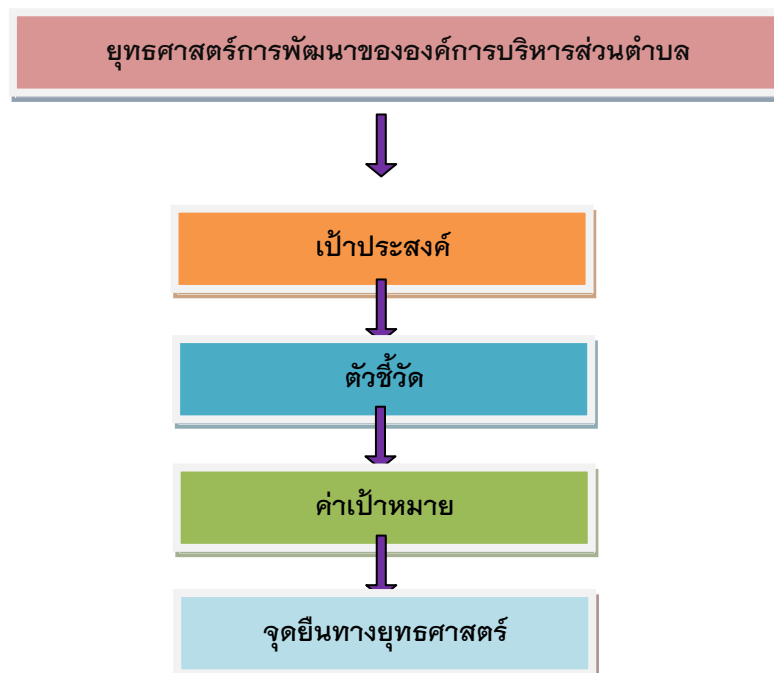 ยุทธศาสตร์การพัฒนาขององค์การบริหารส่วนตำบล
เป้าประสงค์
ตัวชี้วัด
ค่าเป้าหมาย
จุดยืนทางยุทธศาสตร์